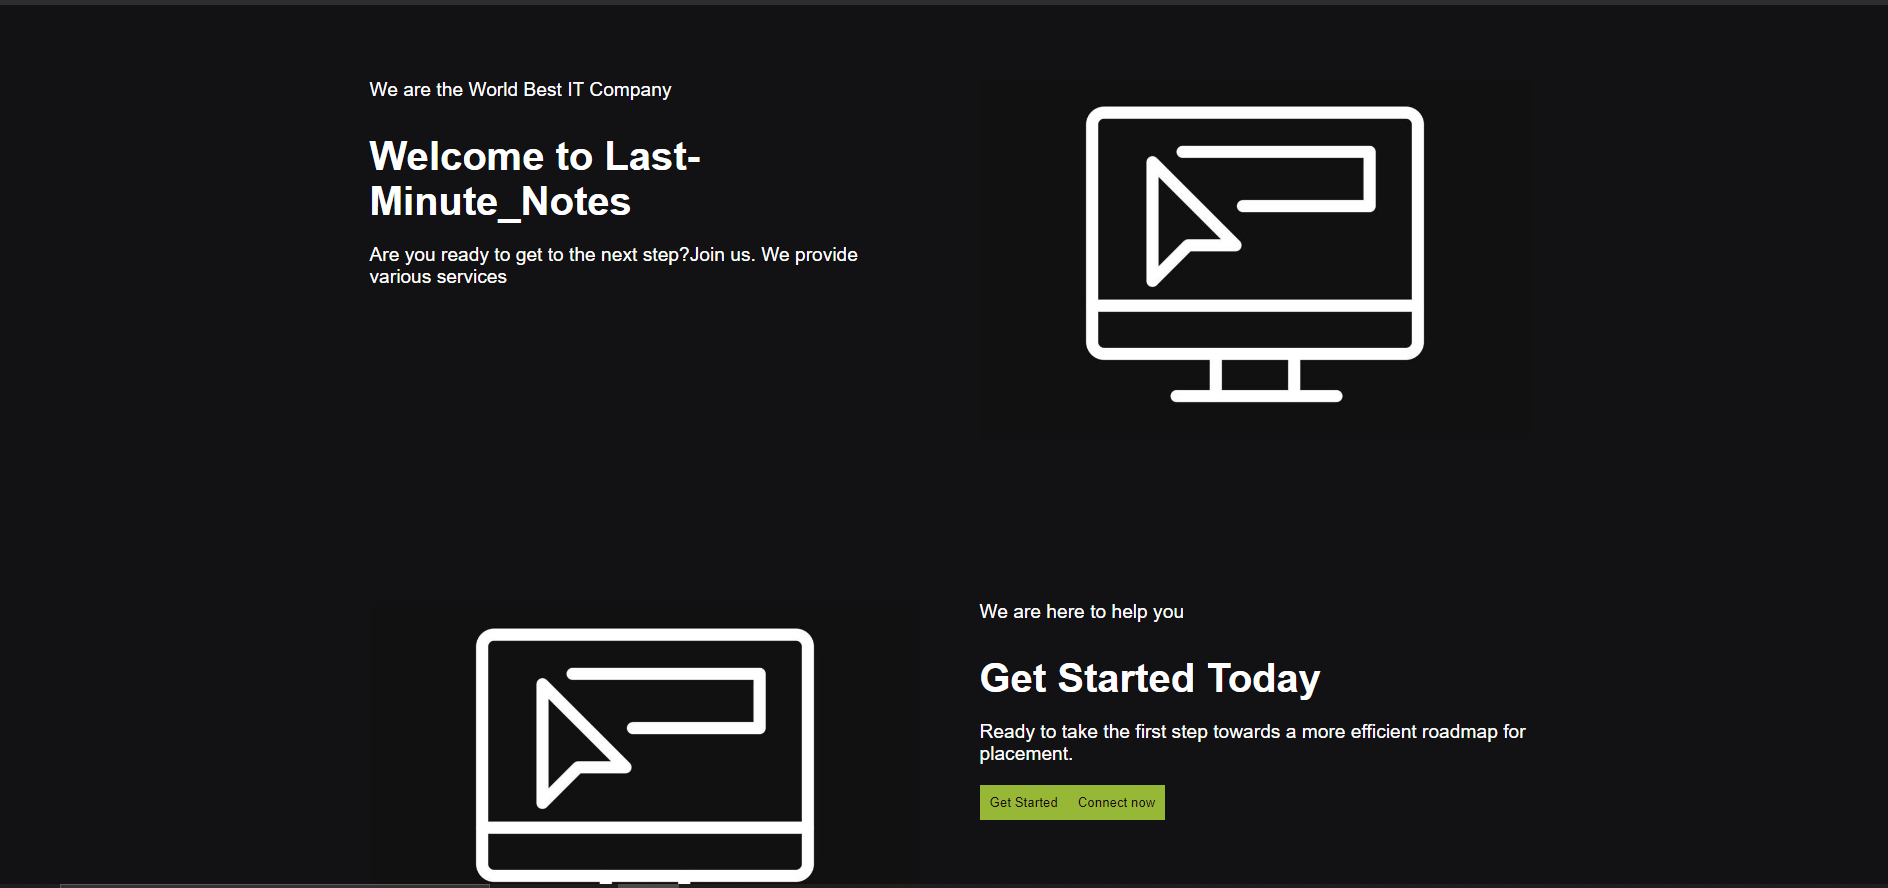 We are the World Best IT Company
Welcome to Last-
Minute_Notes
Are you ready to get to the next step?Join us. We provide
various services
We are here to help you
Get Started Today
Ready to take the first step towards a more efficient roadmap for
placement.
Get Started Connect now